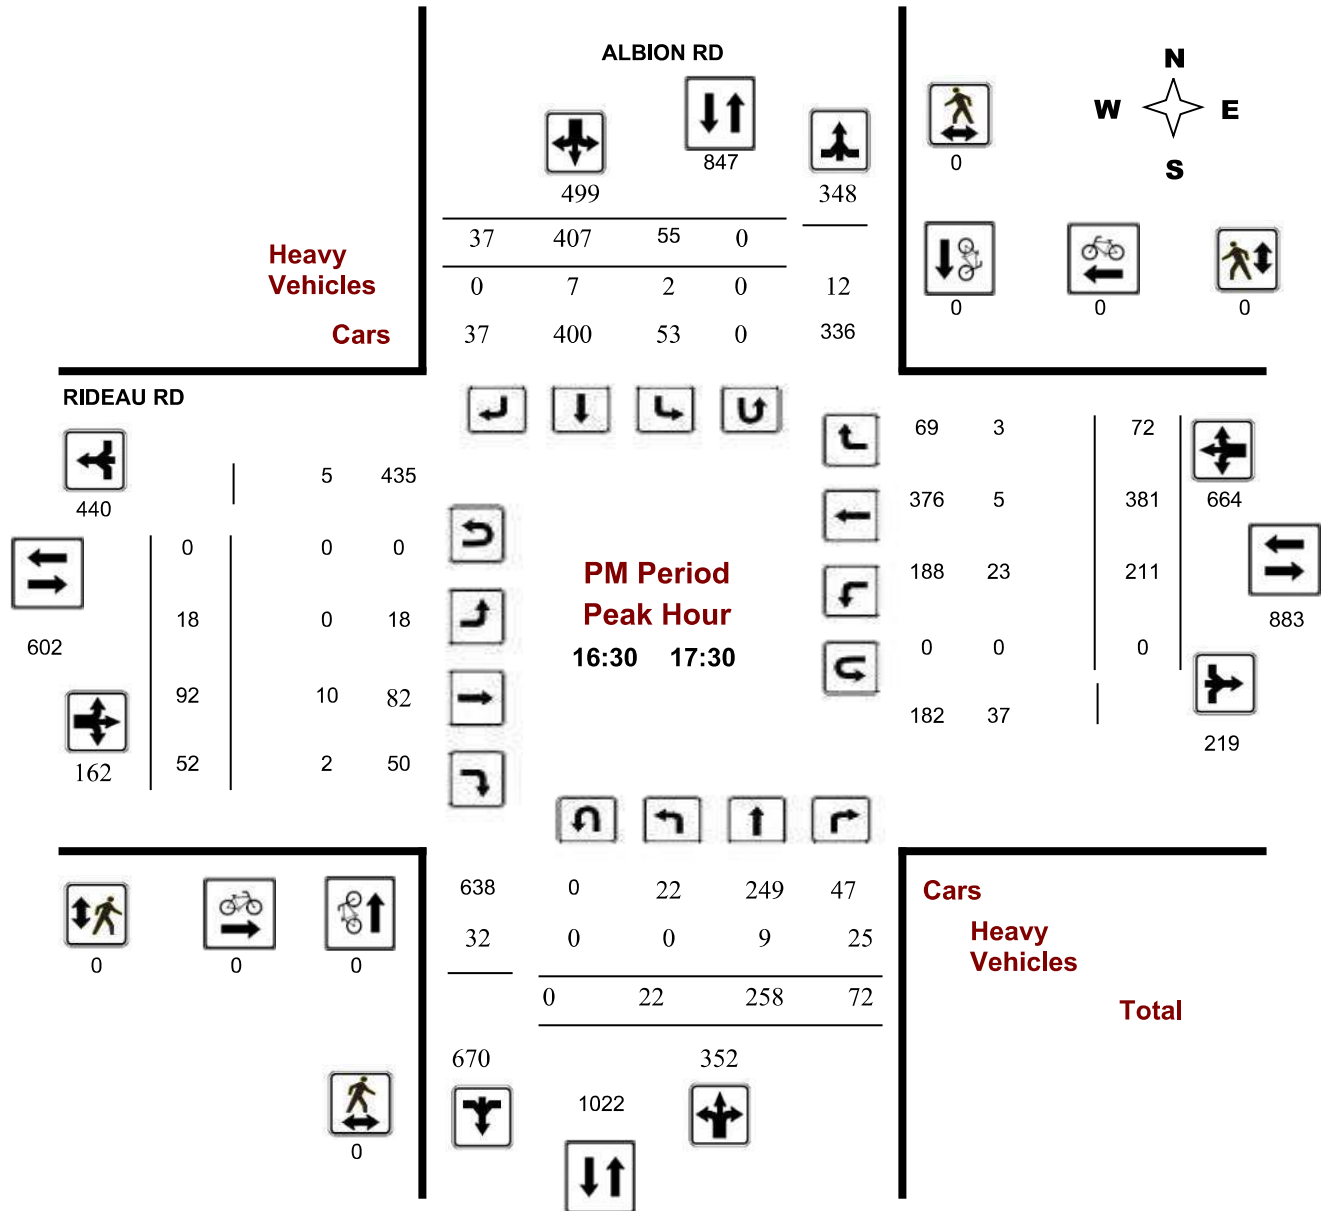 ALBION RD
N
W E
S
847
0
499 348
37 407 55 0
Heavy
Vehicles
0 7 2 0 12
0 0 0
Cars
37 400 53 0 336
RIDEAU RD
69 3 72
5 435
440
376 5 381 664
0 0 0
PM Period
188 23 211
Peak Hour
18 0 18
602
883
16:30 17:30
0 0 0
92 10 82
182 37
219
162 52 2 50
638 0 22 249 47
Cars
32 0 0 9 25
Heavy
Vehicles
0 0 0
0 22 258 72
Total
670 352
1022
0